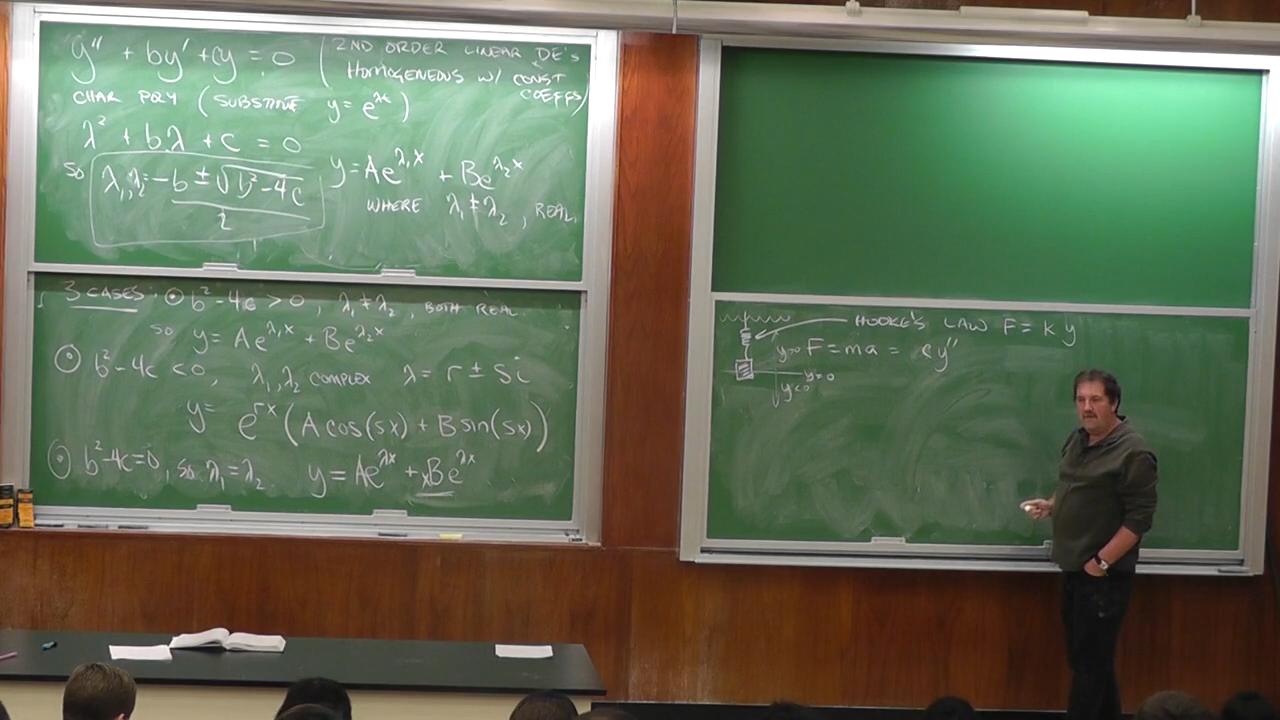 y'' + by' + cy = 0 (2ND ORDER LINEAR DE's
HOMOGENEOUS W/ CONST
COEFFS)
CHAR POLY (SUBSTITUTE y = e^{λx})
λ² + bλ + c = 0
SO λ₁, λ₂ = -b ± √(b²-4c) / 2
y = Ae^{λ₁x} + Be^{λ₂x}
WHERE λ₁ ≠ λ₂, REAL.
3 CASES: ⊙ b²-4c > 0, λ₁ ≠ λ₂, BOTH REAL
SO y = Ae^{λ₁x} + Be^{λ₂x}
⊙ b²-4c < 0, λ₁, λ₂ COMPLEX λ = r ± si
y = e^{rx} (A cos(sx) + B sin(sx))
⊙ b²-4c=0, SO λ₁=λ₂ y = Ae^{λx} + xBe^{λx}
HOOKE'S LAW F = k y
y>0 F = ma = cy''
y=0
y<0